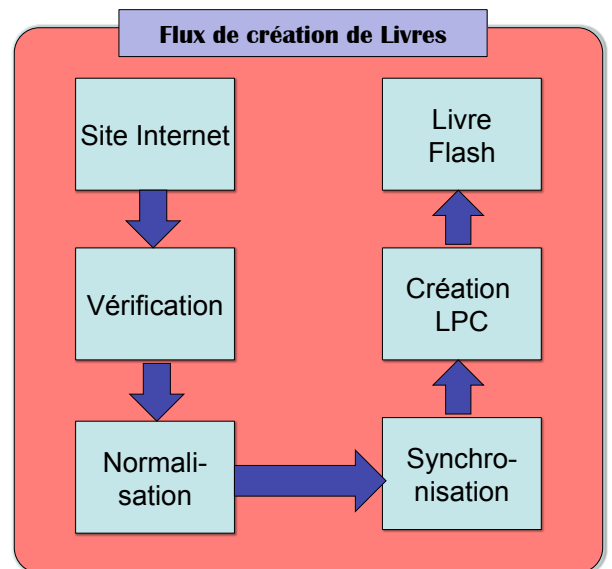 Flux de création de Livres
Site Internet
Vérification
Normali-
sation
Synchro-
nisation
Création
LPC
Livre
Flash